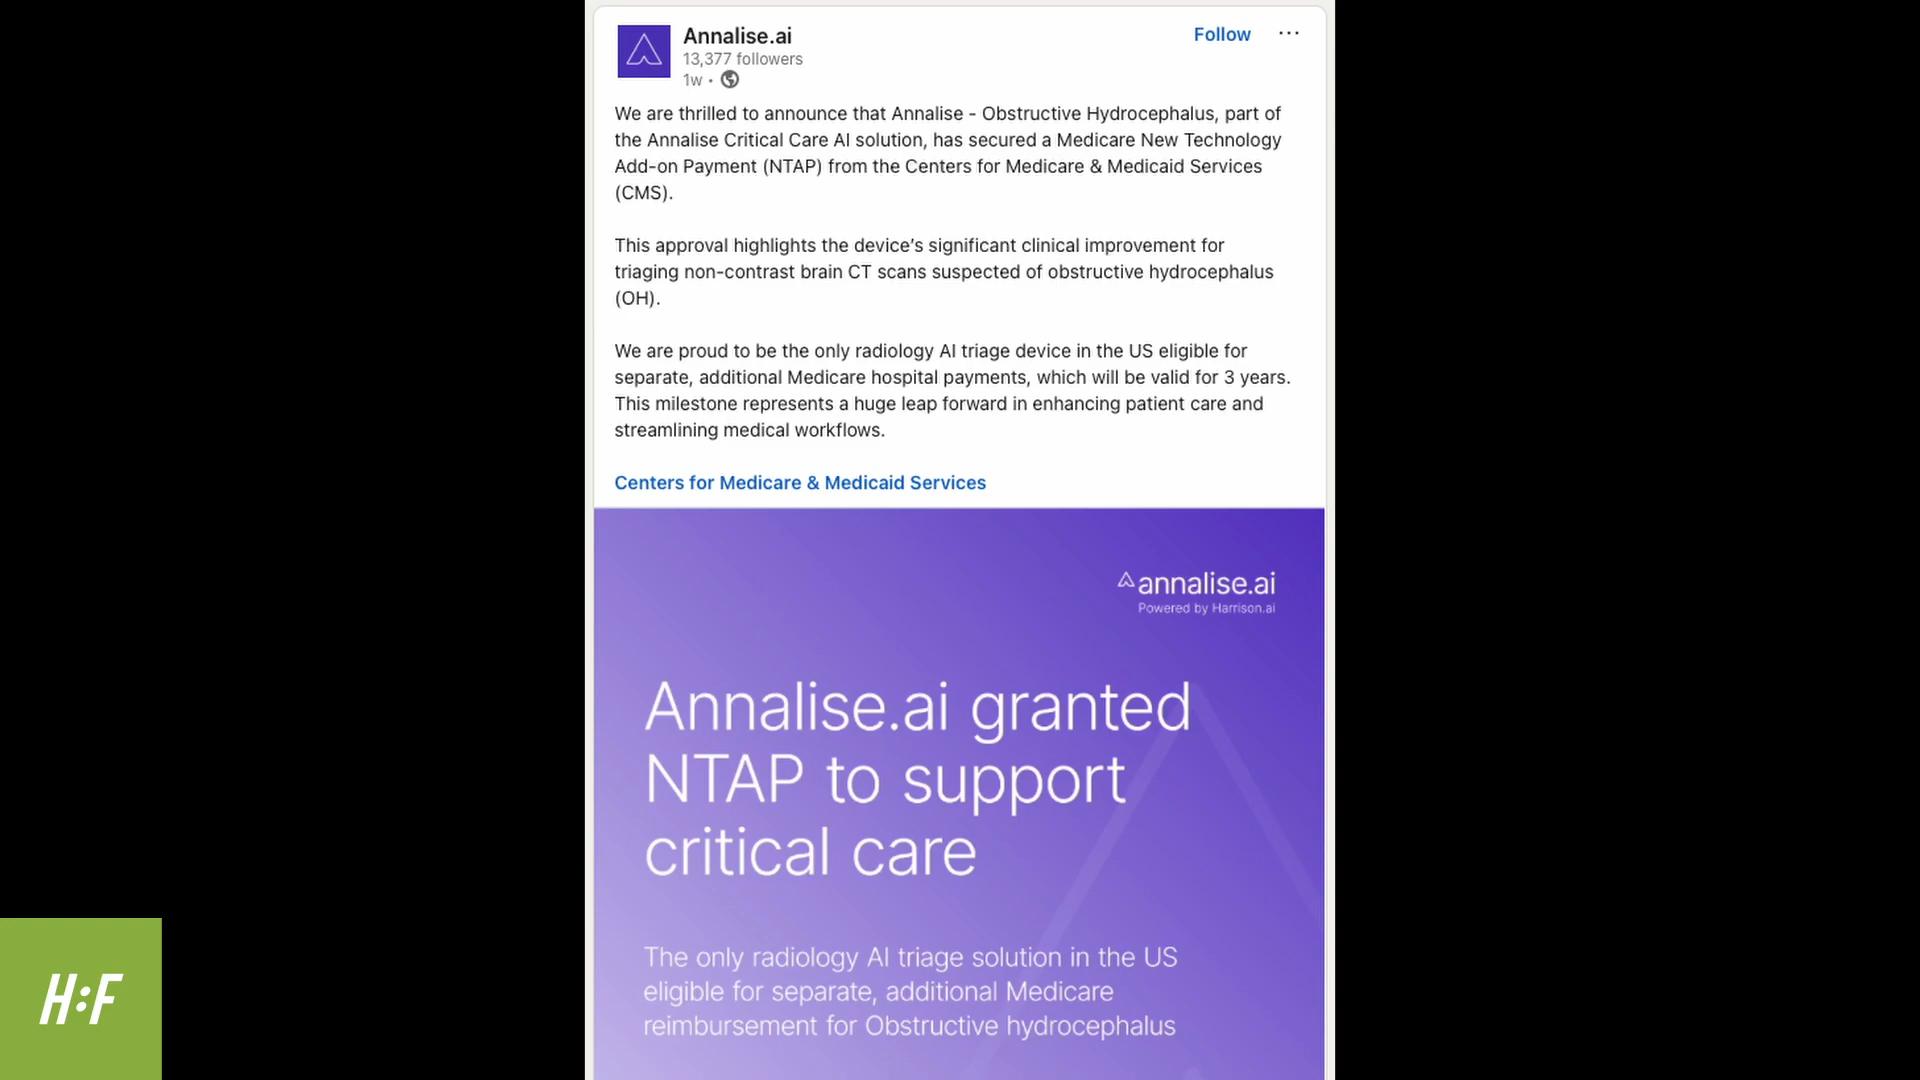 Annalise.ai
Follow
13,377 followers
1w •
We are thrilled to announce that Annalise - Obstructive Hydrocephalus, part of
the Annalise Critical Care AI solution, has secured a Medicare New Technology
Add-on Payment (NTAP) from the Centers for Medicare & Medicaid Services
(CMS).
This approval highlights the device’s significant clinical improvement for
triaging non-contrast brain CT scans suspected of obstructive hydrocephalus
(OH).
We are proud to be the only radiology AI triage device in the US eligible for
separate, additional Medicare hospital payments, which will be valid for 3 years.
This milestone represents a huge leap forward in enhancing patient care and
streamlining medical workflows.
Centers for Medicare & Medicaid Services
annalise.ai
Powered by Harrison.ai
Annalise.ai granted
NTAP to support
critical care
The only radiology AI triage solution in the US
eligible for separate, additional Medicare
reimbursement for Obstructive hydrocephalus
H:F